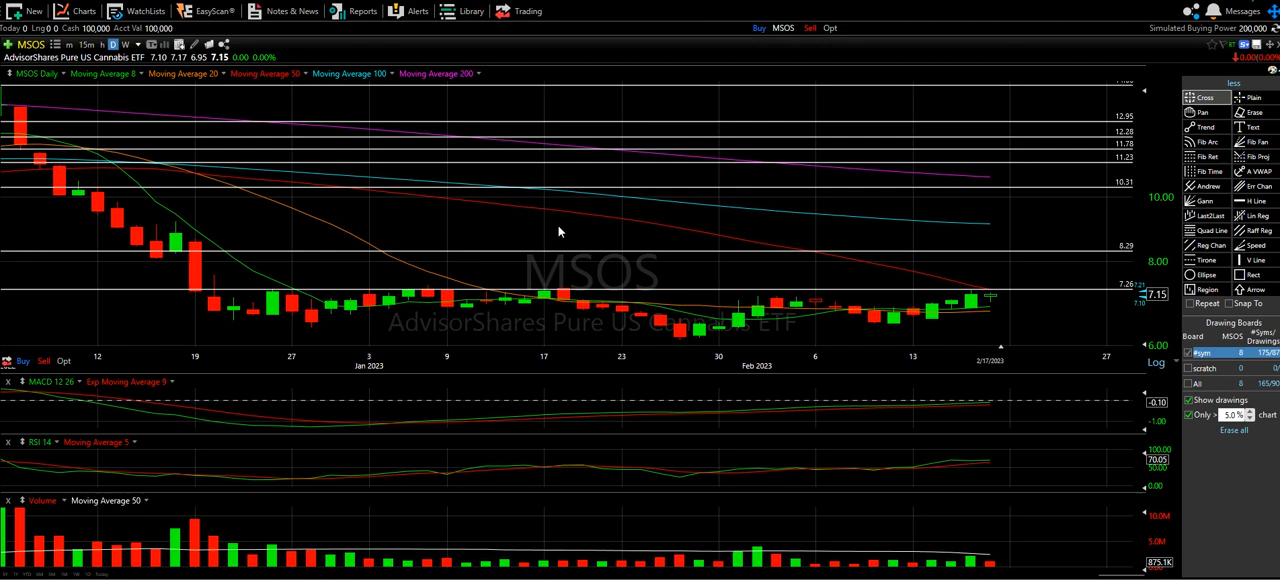 New Charts WatchLists EasyScan® Notes & News Reports Alerts Library Trading Messages
Today 0 Lng 0 0 Cash 100,000 Acct Val 100,000 Buy MSOS Sell Opt Simulated Buying Power 200,000
MSOS m 15m h D W
AdvisorShares Pure US Cannabis ETF 7.10 7.17 6.95 7.15 0.00 0.00%
MSOS Daily Moving Average 8 Moving Average 20 Moving Average 50 Moving Average 100 Moving Average 200
less
Cross Plain
Pan Erase
Trend Text
Fib Arc Fib Fan
Fib Ret Fib Proj
Fib Time A VWAP
Andrew Err Chan
Gann H Line
Last2Last Lin Reg
Quad Line Raff Reg
Reg Chan Speed
Tirone V Line
Ellipse Rect
Region Arrow
Repeat Snap To
Drawing Boards
Board MSOS #Syms/
Drawings
#sym 8 175/87
scratch 0 0/
All 8 165/90
Show drawings
Only > 5.0 % chart
Erase all
12.95
12.28
11.78
11.23
10.31
10.00
8.29
8.00
7.26
7.21
7.15
7.10
6.00
MSOS
AdvisorShares Pure US Cannabis ETF
Buy Sell Opt
12 19 27 3 9 17 23 30 6 13 2/17/2023 27
Jan 2023 Feb 2023
Log
X MACD 12 26 Exp Moving Average 9
-0.10
-1.00
X RSI 14 Moving Average 5
100.00
70.05
50.00
0.00
X Volume Moving Average 50
10.0M
5.0M
875.1K